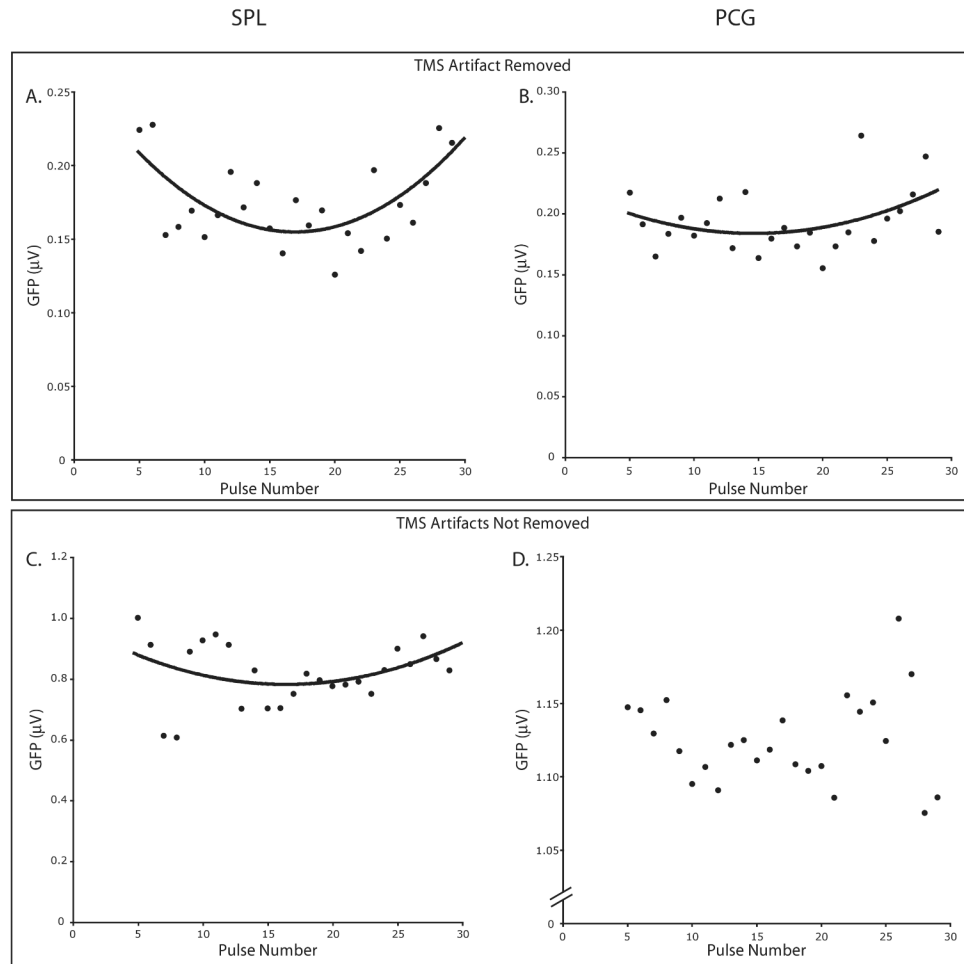 SPL PCG
TMS Artifact Removed
A.
0.25
0.20
0.15
0.10
0.05
0
GFP (µV)
5 10 15 20 25 30
0
Pulse Number
B.
0.30
0.25
0.20
0.15
0.10
0.05
0
GFP (µV)
0 5 10 15 20 25 30
Pulse Number
TMS Artifacts Not Removed
C.
1.2
1.0
0.8
0.6
0.4
0.2
0
GFP (µV)
0 5 10 15 20 25 30
Pulse Number
D.
1.25
1.20
1.15
1.10
1.05
0
GFP (µV)
0 5 10 15 20 25 30
Pulse Number